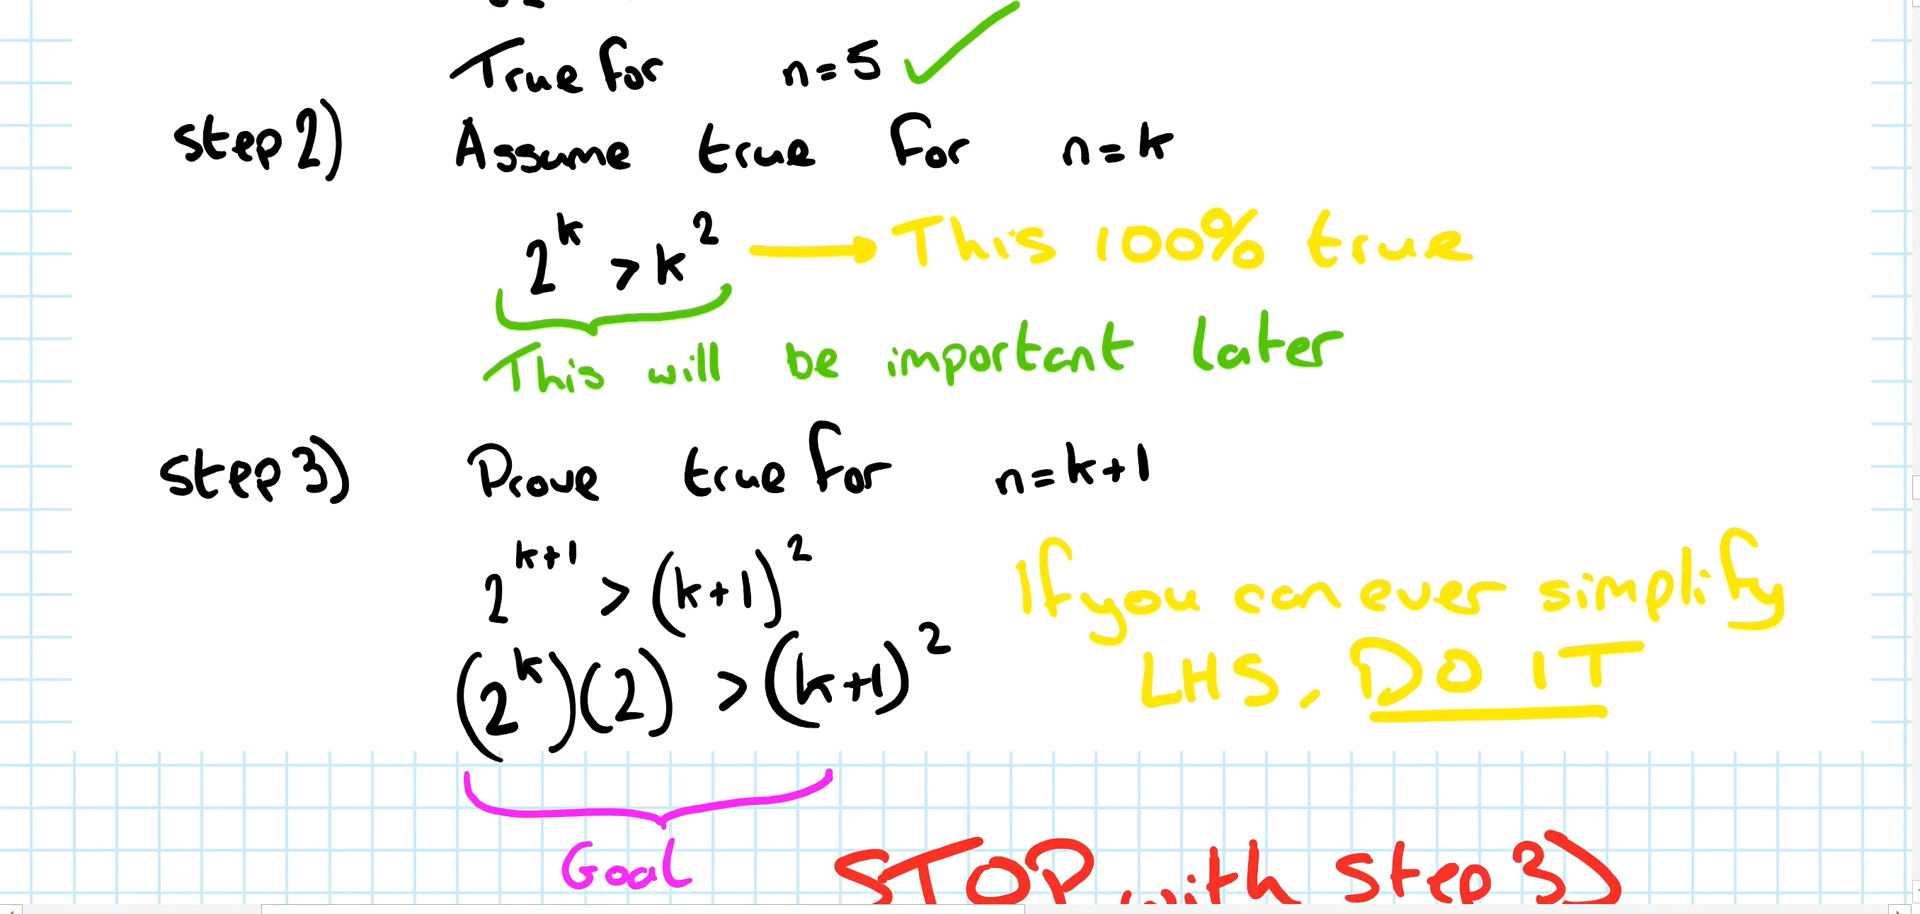 True for n=5 ✓
step 2) Assume true for n=k
2^k > k^2 → This 100% true
This will be important later
step 3) Prove true for n=k+1
2^(k+1) > (k+1)^2
If you can ever simplify
(2^k)(2) > (k+1)^2
LHS, DO IT
Goal
STOP with step 3)